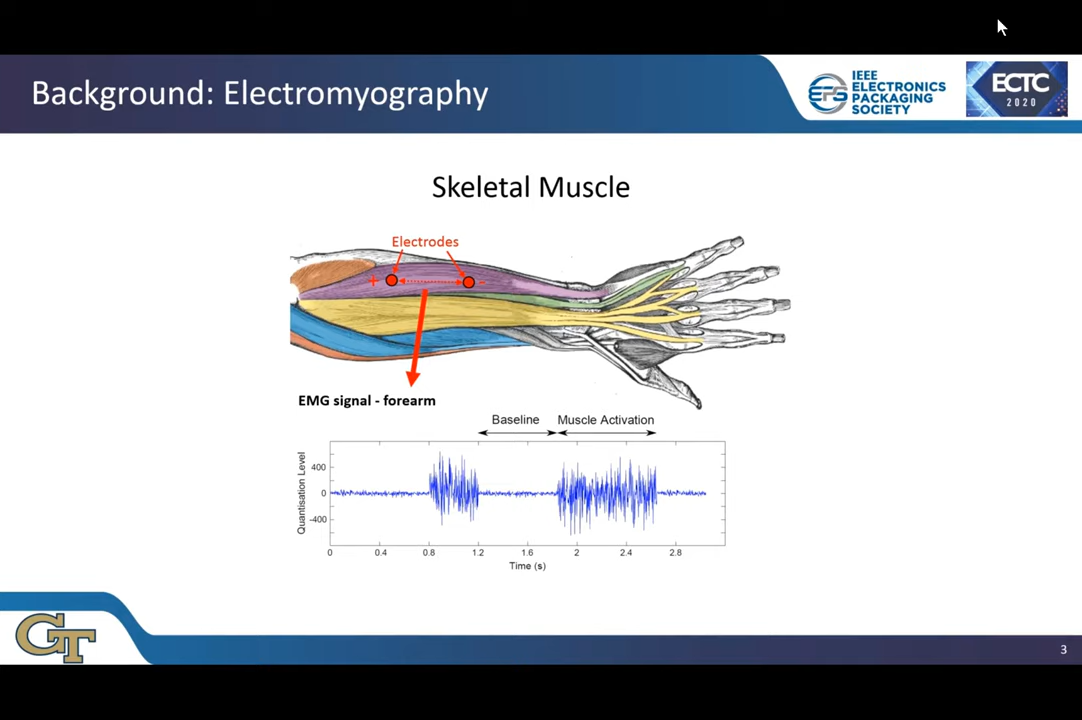 Background: Electromyography
EPS
IEEE
ELECTRONICS
PACKAGING
SOCIETY
ECTC
2020
Skeletal Muscle
Electrodes
+
-
EMG signal - forearm
Baseline
Muscle Activation
Quantisation Level
400
0
-400
0
0.4
0.8
1.2
1.6
2
2.4
2.8
Time (s)
GT
3